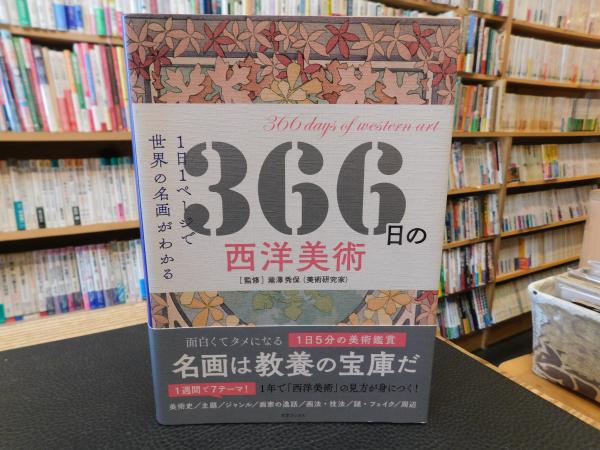 366 days of western art
1日1ページで
世界の名画がわかる
366日の
西洋美術
[監修] 瀧澤秀保（美術研究家）
面白くてタメになる 1日5分の美術鑑賞
名画は教養の宝庫だ
1週間で7テーマ! 1年で「西洋美術」の見方が身につく!
美術史／主題／ジャンル／画家の逸話／画法・技法／謎・フェイク／周辺